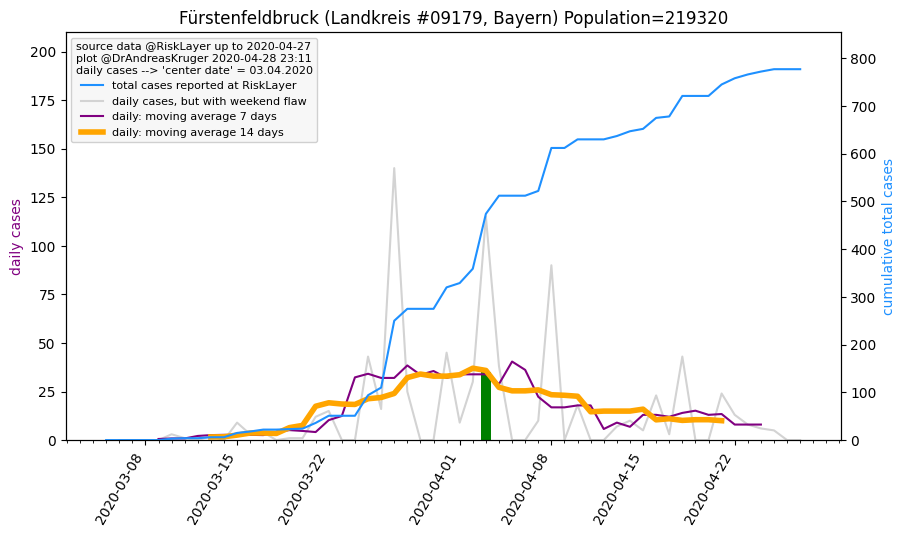 Fürstenfeldbruck (Landkreis #09179, Bayern) Population=219320
source data @RiskLayer up to 2020-04-27
plot @DrAndreasKruger 2020-04-28 23:11
daily cases --> 'center date' = 03.04.2020
total cases reported at RiskLayer
daily cases, but with weekend flaw
daily: moving average 7 days
daily: moving average 14 days
daily cases
200
175
150
125
100
75
50
25
0
cumulative total cases
800
700
600
500
400
300
200
100
0
2020-03-08
2020-03-15
2020-03-22
2020-04-01
2020-04-08
2020-04-15
2020-04-22